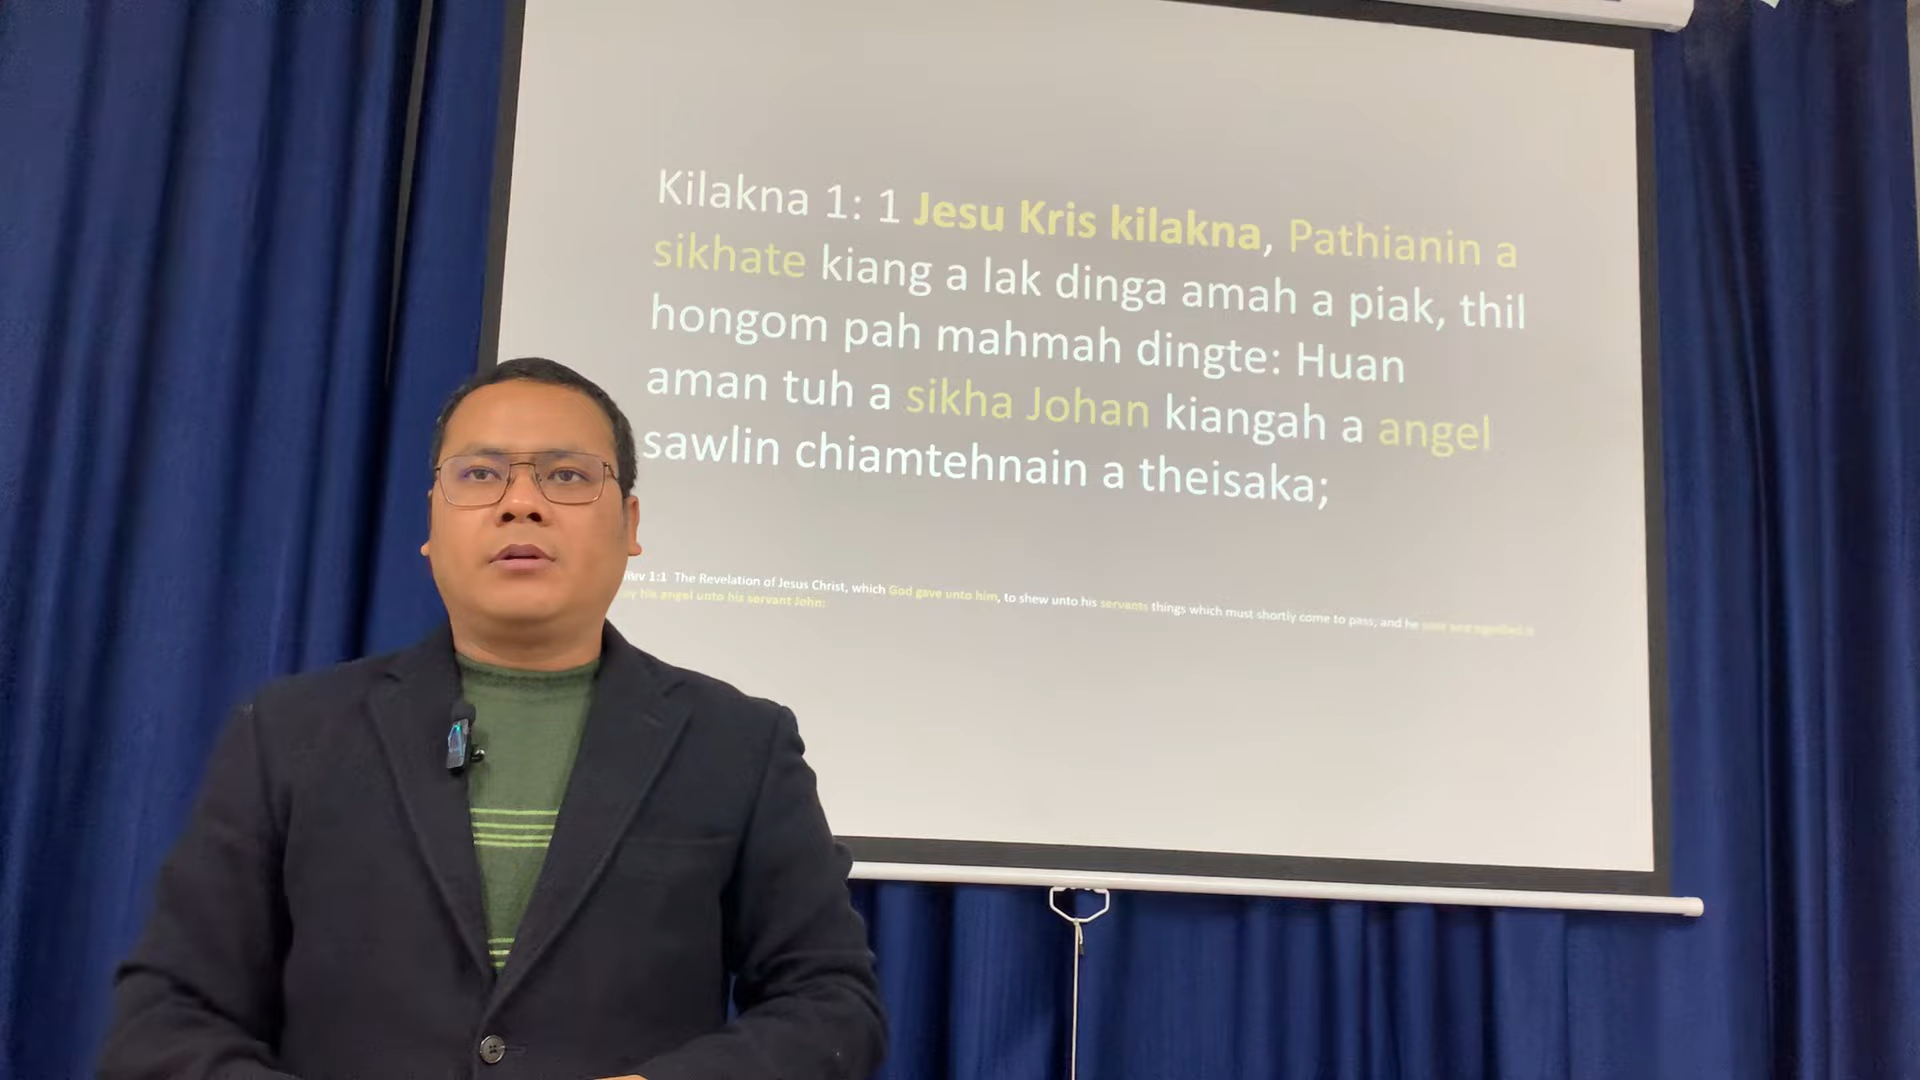 Kilakna 1: 1 Jesu Kris kilakna, Pathianin a
sikhate kiang a lak dinga amah a piak, thil
hongom pah mahmah dingte: Huan
aman tuh a sikha Johan kiangah a angel
sawlin chiamtehnain a theisaka;
1:1 The Revelation of Jesus Christ, which God gave unto him, to shew unto his servants things which must shortly come to pass; and he
his angel unto his servant John: